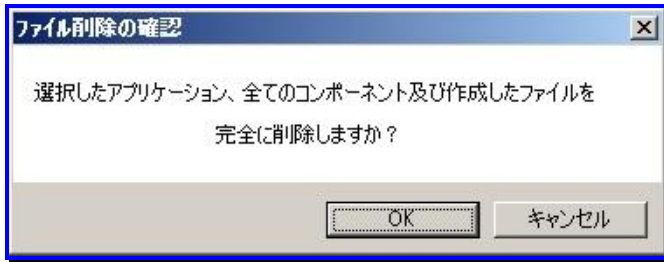 ファイル削除の確認
選択したアプリケーション、全てのコンポーネント及び作成したファイルを
完全に削除しますか？
OK
キャンセル